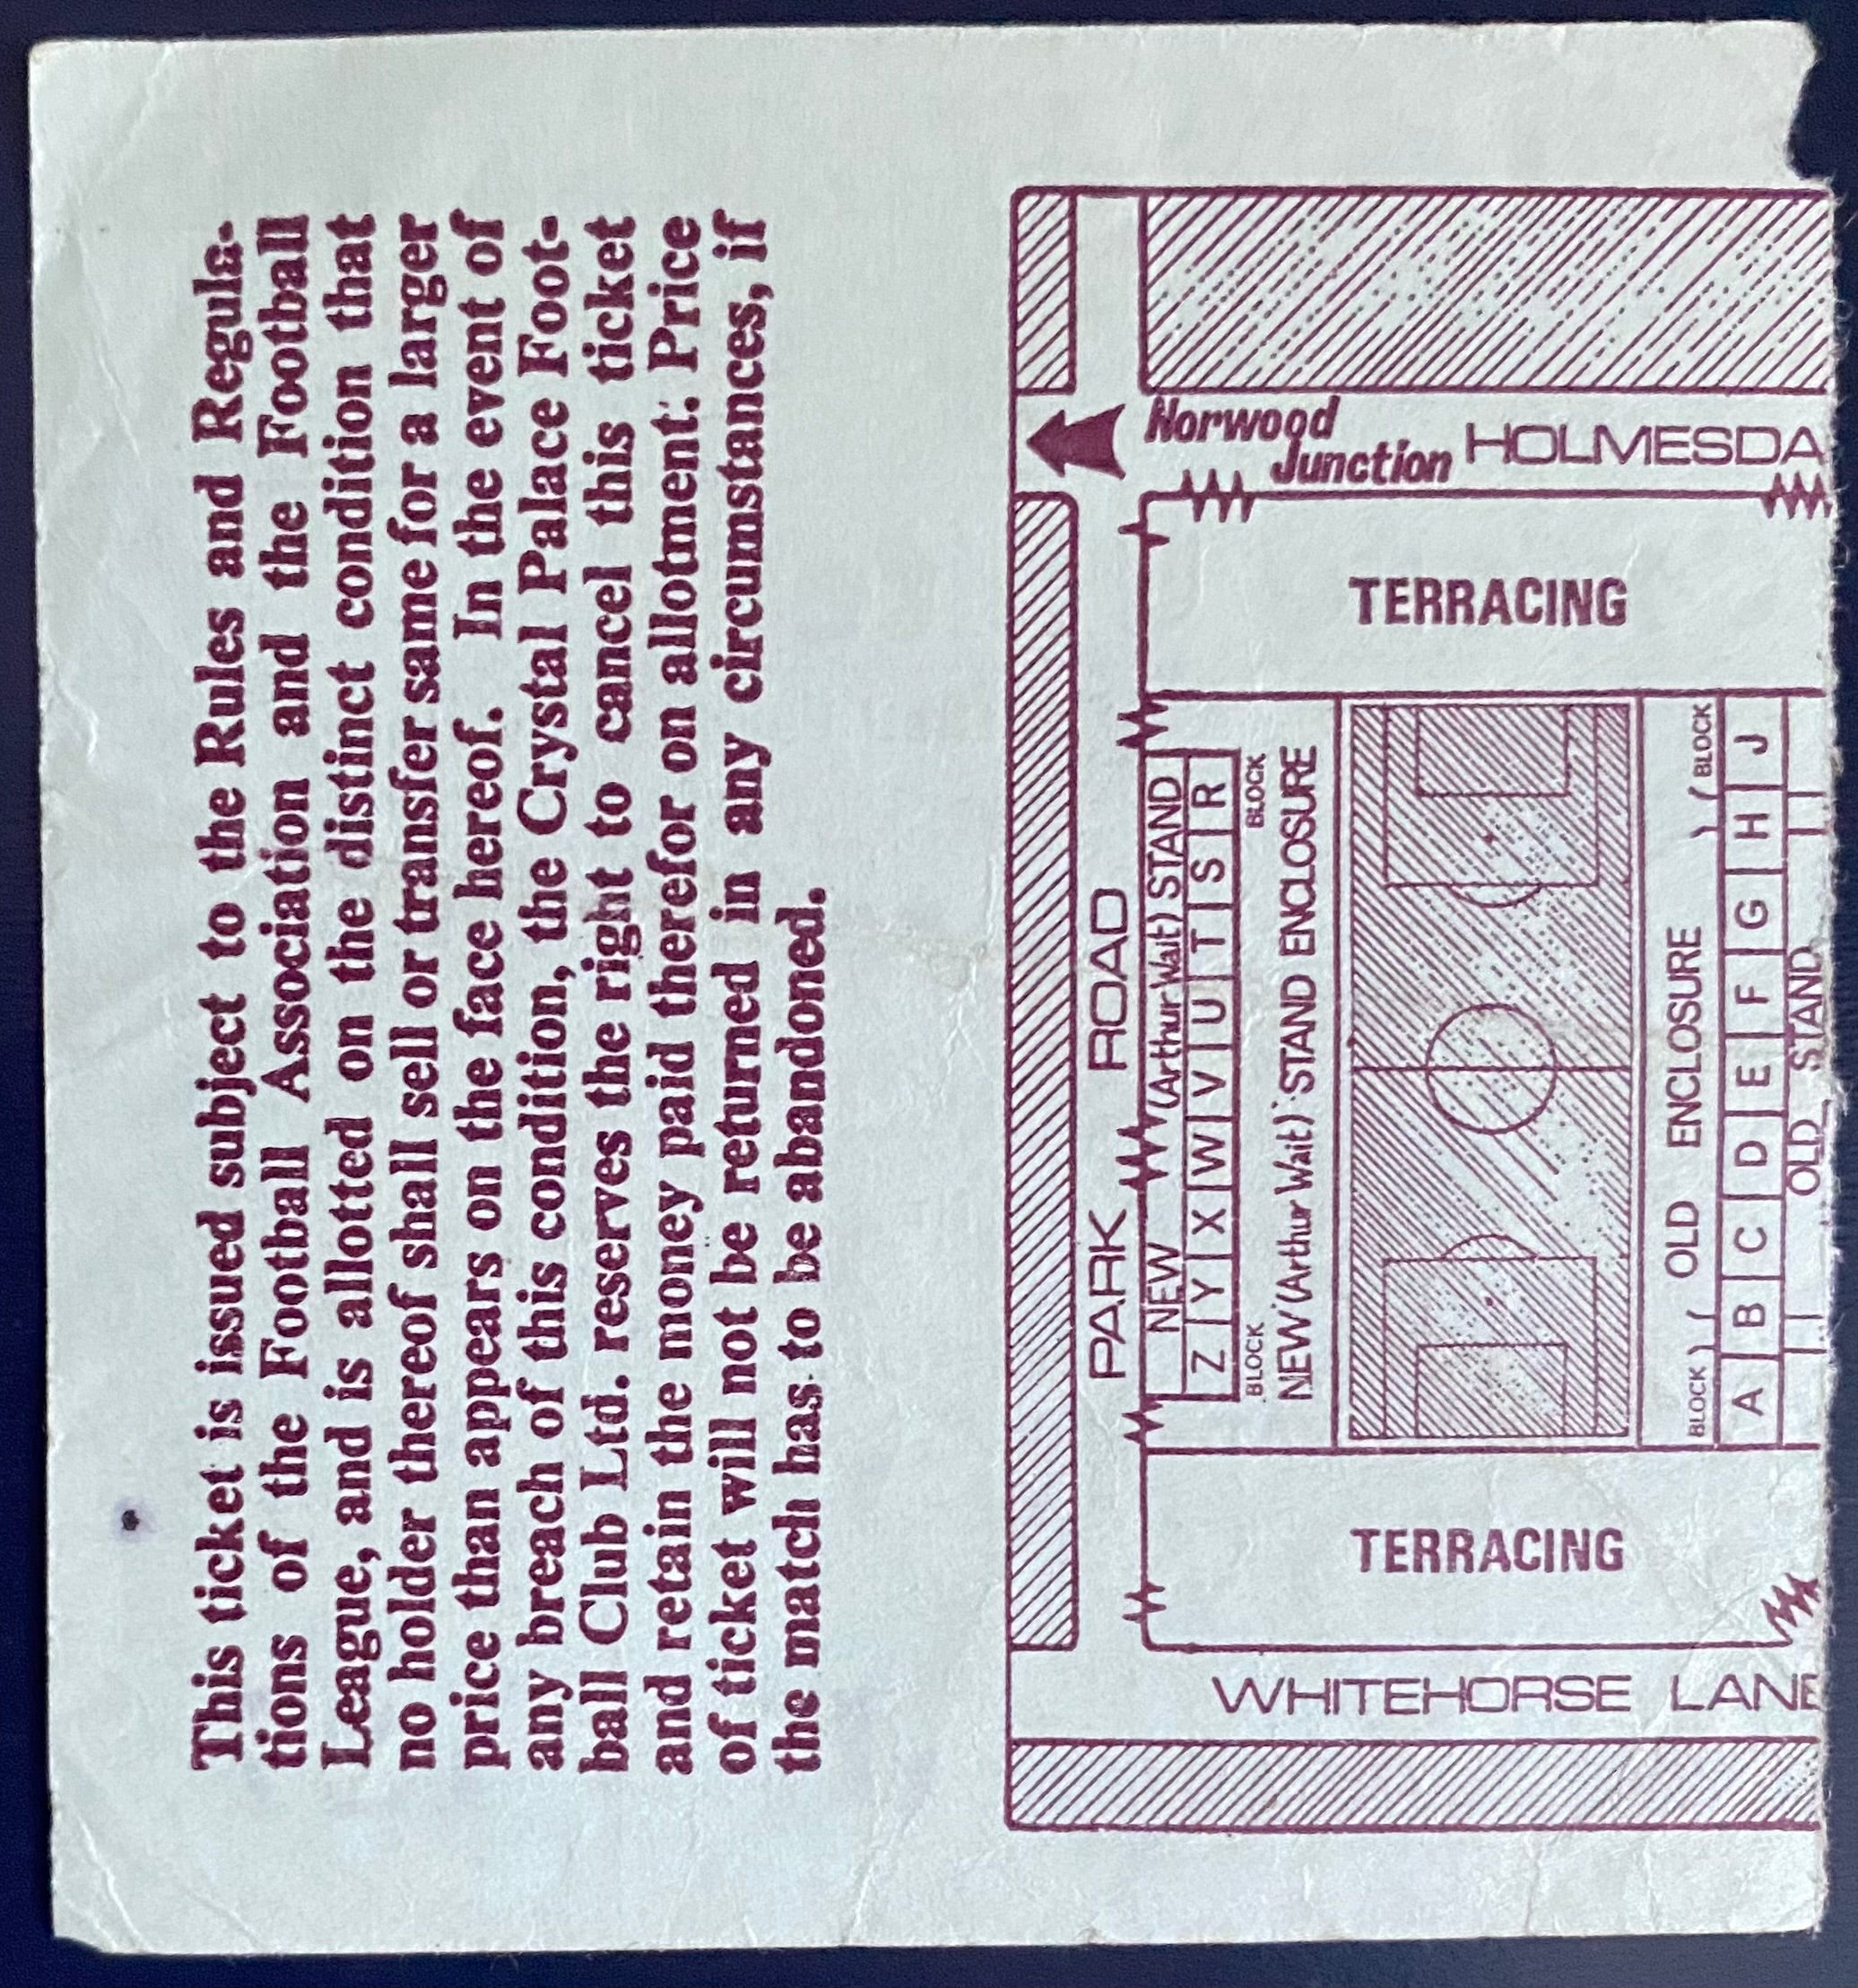 This ticket is issued subject to the Rules and Regula-
tions of the Football Association and the Football
League, and is allotted on the distinct condition that
no holder thereof shall sell or transfer same for a larger
price than appears on the face hereof. In the event of
any breach of this condition, the Crystal Palace Foot-
ball Club Ltd. reserves the right to cancel this ticket
and retain the money paid therefor on allotment. Price
of ticket will not be returned in any circumstances, if
the match has to be abandoned.
Norwood
Junction
HOLMESDA
TERRACING
PARK ROAD
NEW (Arthur Wait) STAND
Z Y X W V U T S R
BLOCK BLOCK
NEW (Arthur Wait) STAND ENCLOSURE
OLD ENCLOSURE
BLOCK BLOCK
A B C D E F G H J
OLD STAND
TERRACING
WHITEHORSE LANE